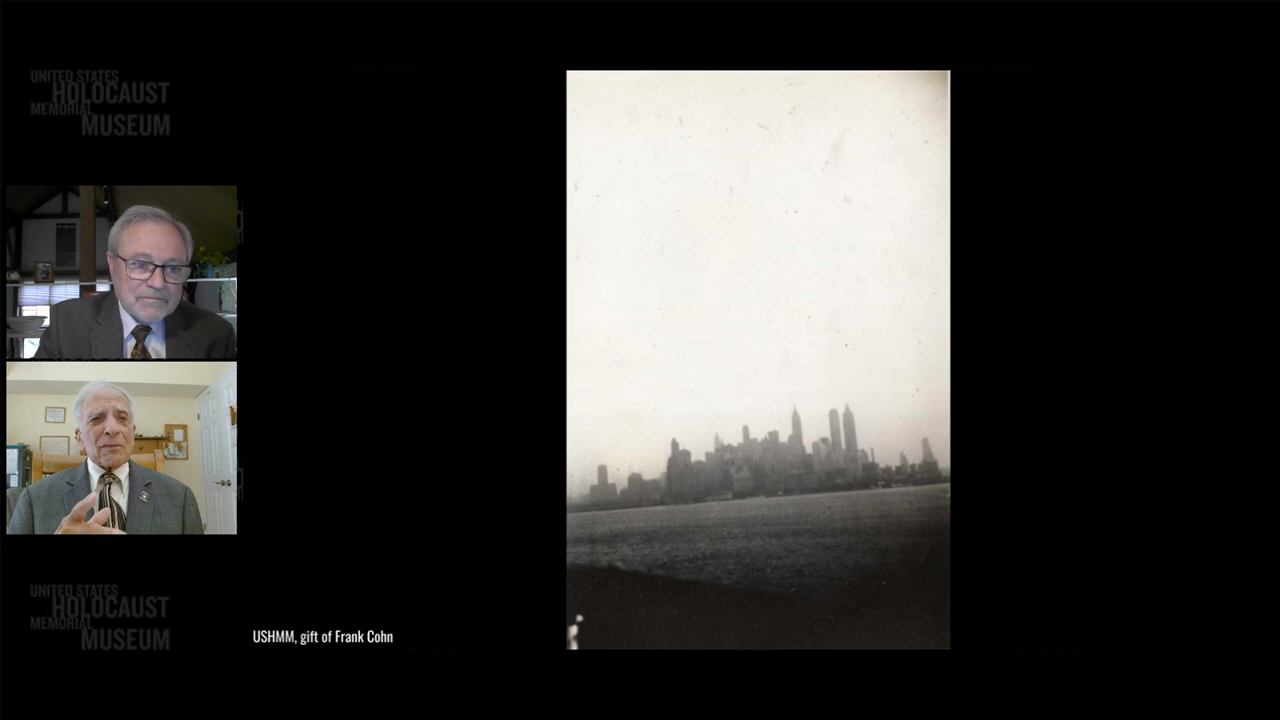 UNITED STATES
HOLOCAUST
MEMORIAL
MUSEUM
UNITED STATES
HOLOCAUST
MEMORIAL
MUSEUM
USHMM, gift of Frank Cohn